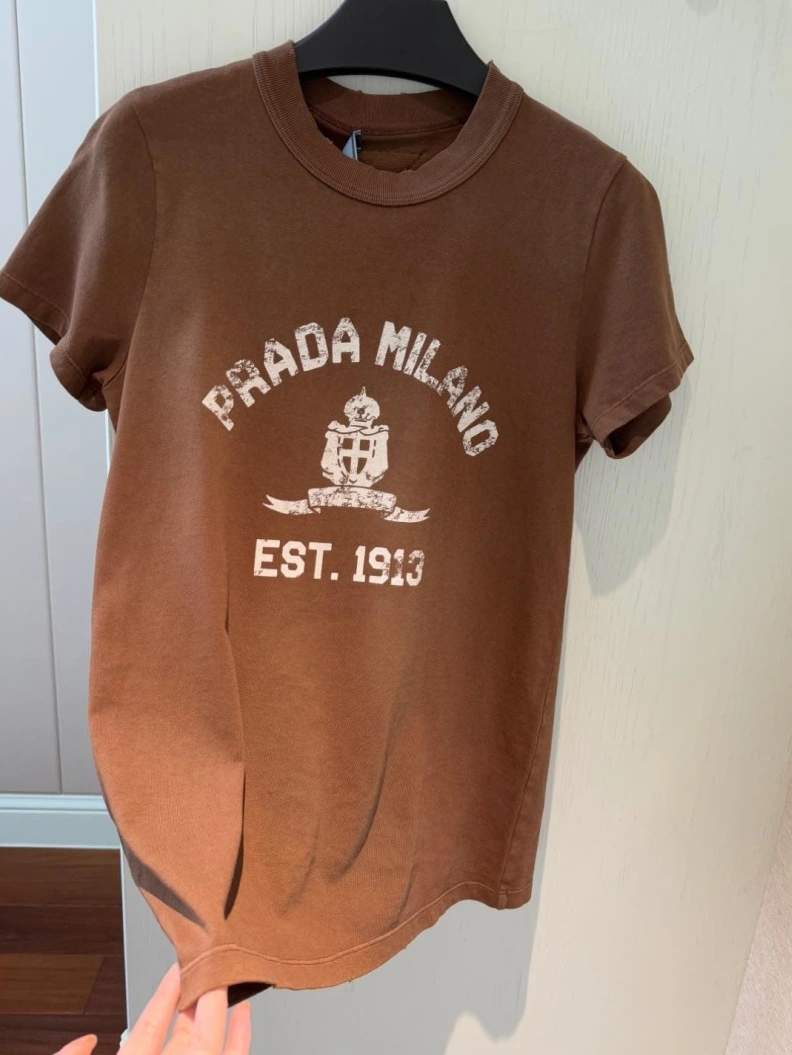 PRADA MILANO
EST. 1913